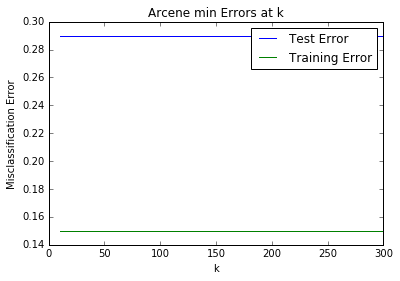 Arcene min Errors at k
0.30
0.28
0.26
0.24
0.22
0.20
0.18
0.16
0.14
Misclassification Error
Test Error
Training Error
0 50 100 150 200 250 300
k